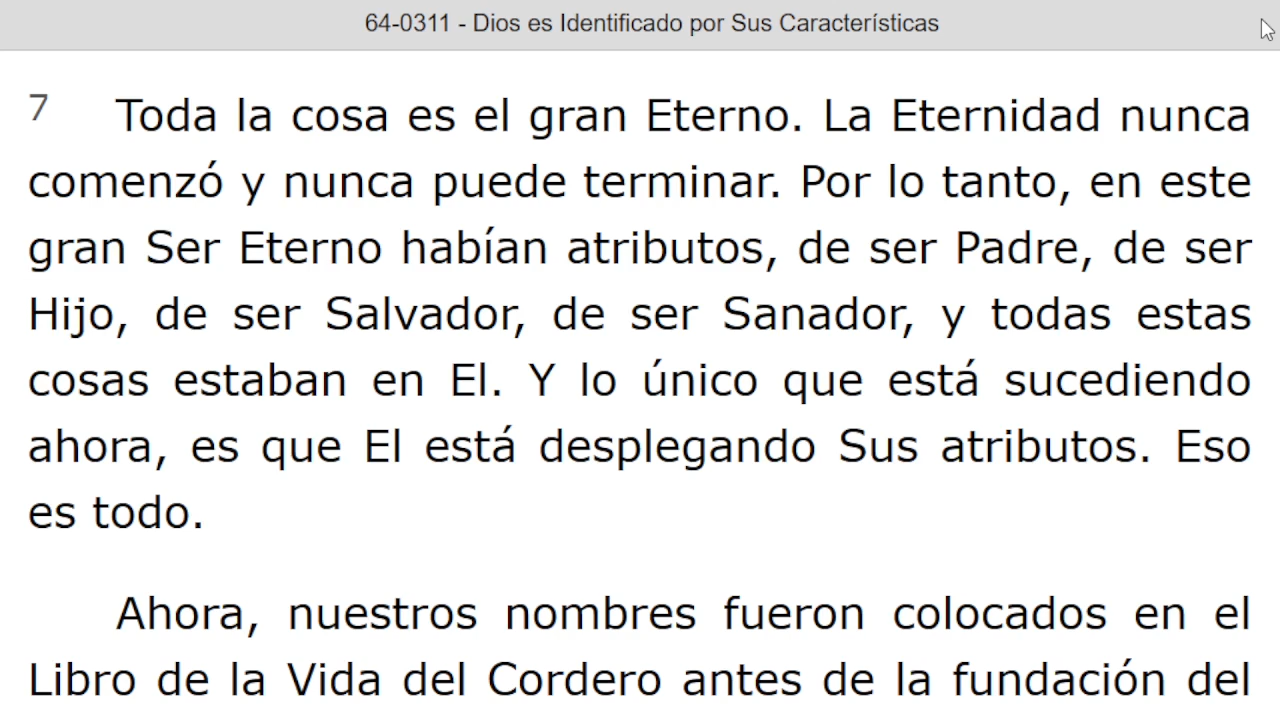 64-0311 - Dios es Identificado por Sus Características
7 Toda la cosa es el gran Eterno. La Eternidad nunca
comenzó y nunca puede terminar. Por lo tanto, en este
gran Ser Eterno habían atributos, de ser Padre, de ser
Hijo, de ser Salvador, de ser Sanador, y todas estas
cosas estaban en El. Y lo único que está sucediendo
ahora, es que El está desplegando Sus atributos. Eso
es todo.
Ahora, nuestros nombres fueron colocados en el
Libro de la Vida del Cordero antes de la fundación del